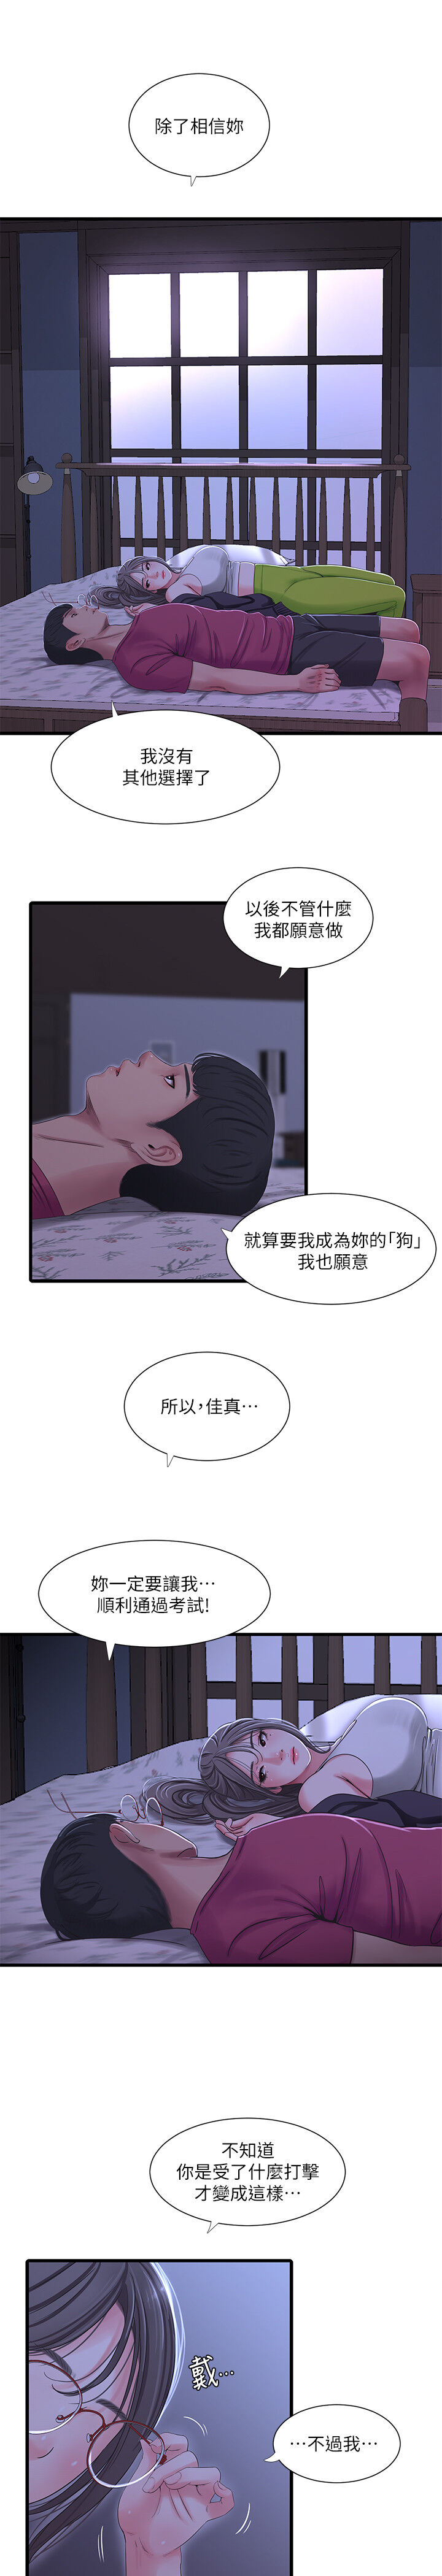 除了相信妳
我沒有
其他選擇了
以後不管什麼
我都願意做
就算要我成為妳的「狗」
我也願意
所以，佳真…
妳一定要讓我…
順利通過考試!
不知道
你是受了什麼打擊
才變成這樣…
戴…
…不過我…